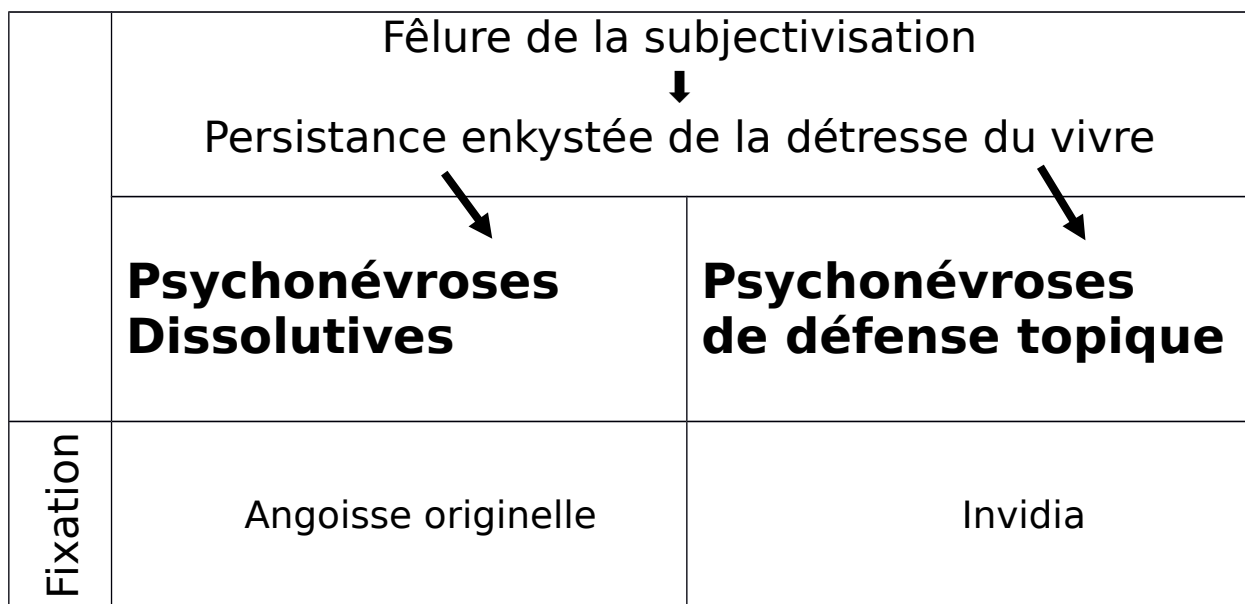 Fêlure de la subjectivisation
⬇
Persistance enkystée de la détresse du vivre
Psychonévroses
Dissolutives
Psychonévroses
de défense topique
Fixation
Angoisse originelle
Invidia